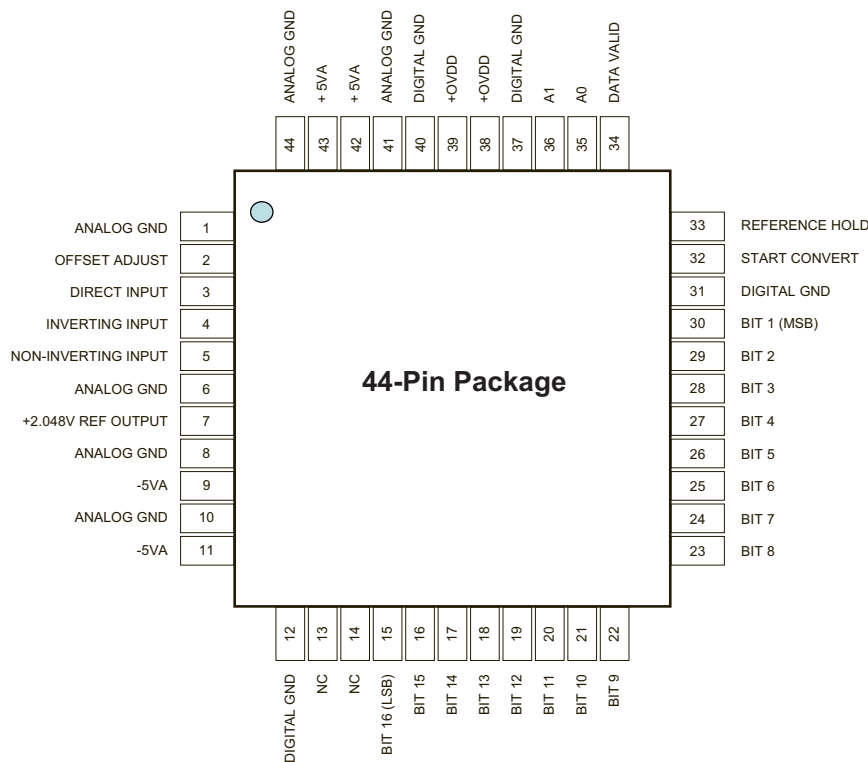 ANALOG GND
+ 5VA
+ 5VA
ANALOG GND
DIGITAL GND
+OVDD
+OVDD
DIGITAL GND
A1
A0
DATA VALID
44
43
42
41
40
39
38
37
36
35
34
ANALOG GND 1
OFFSET ADJUST 2
DIRECT INPUT 3
INVERTING INPUT 4
NON-INVERTING INPUT 5
ANALOG GND 6
+2.048V REF OUTPUT 7
ANALOG GND 8
-5VA 9
ANALOG GND 10
-5VA 11
44-Pin Package
33 REFERENCE HOLD
32 START CONVERT
31 DIGITAL GND
30 BIT 1 (MSB)
29 BIT 2
28 BIT 3
27 BIT 4
26 BIT 5
25 BIT 6
24 BIT 7
23 BIT 8
12
13
14
15
16
17
18
19
20
21
22
DIGITAL GND
NC
NC
BIT 16 (LSB)
BIT 15
BIT 14
BIT 13
BIT 12
BIT 11
BIT 10
BIT 9